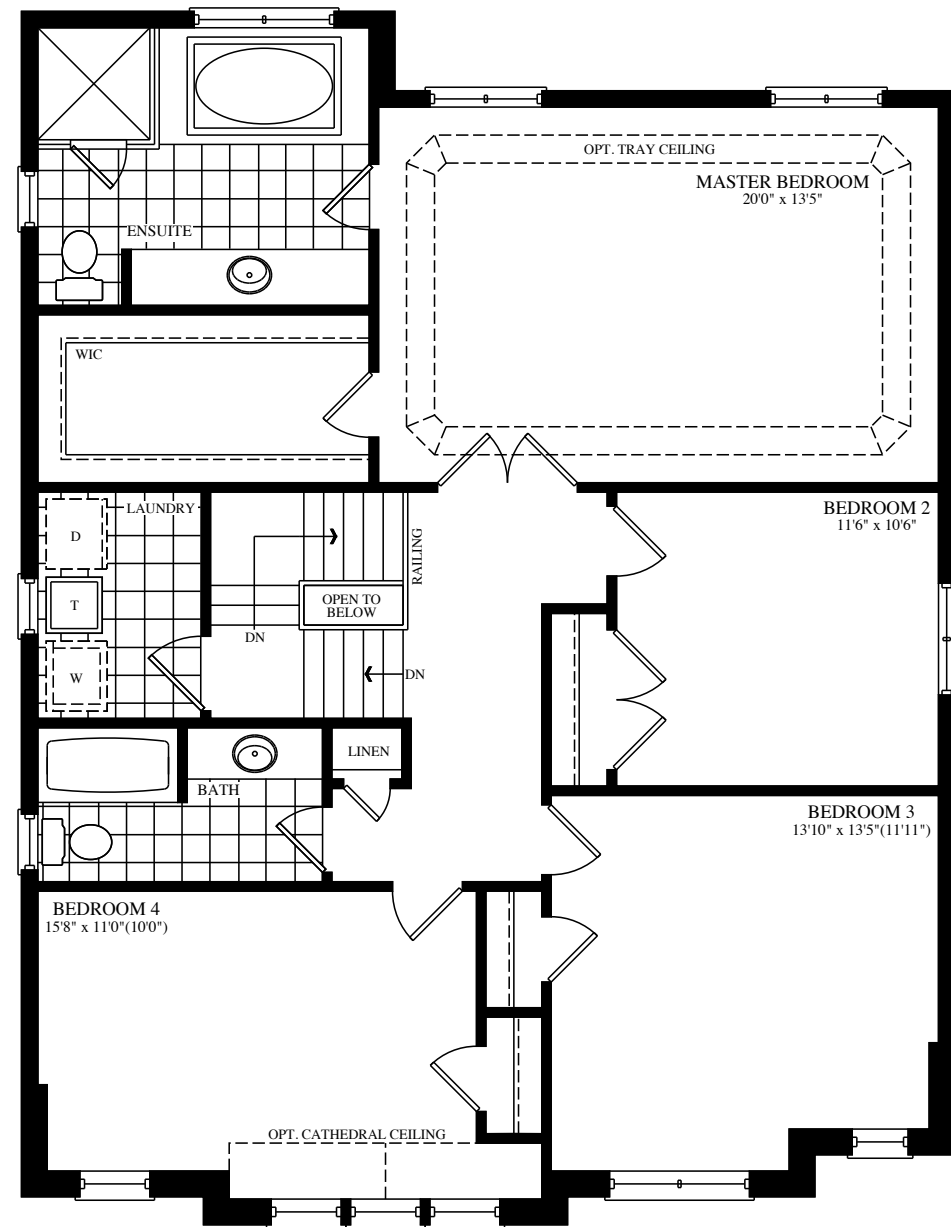 OPT. TRAY CEILING
MASTER BEDROOM
20'0" x 13'5"
ENSUITE
WIC
LAUNDRY
D
T
W
RAILING
OPEN TO
BELOW
DN
DN
BEDROOM 2
11'6" x 10'6"
LINEN
BATH
BEDROOM 3
13'10" x 13'5"(11'11")
BEDROOM 4
15'8" x 11'0"(10'0")
OPT. CATHEDRAL CEILING